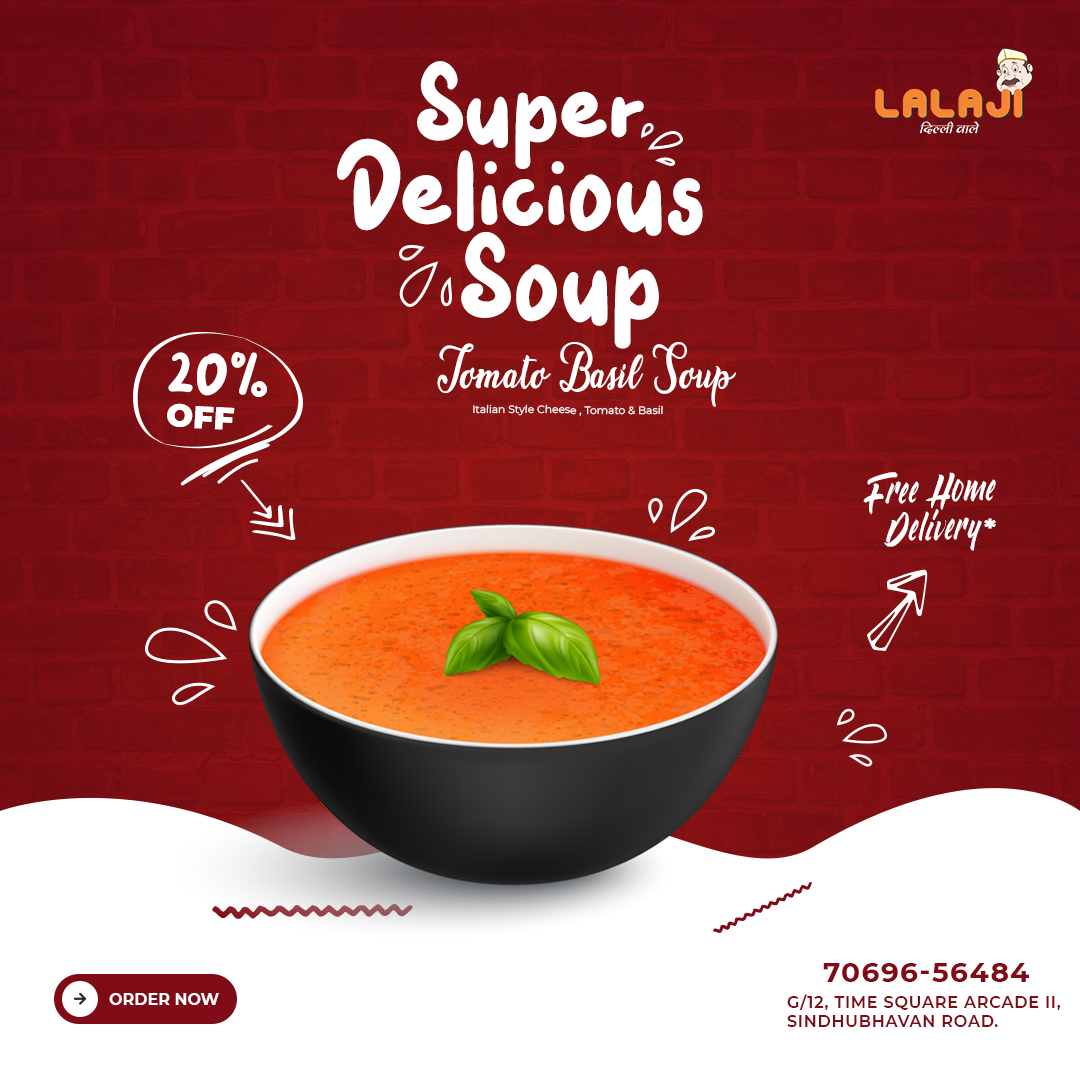 LALAJI
दिल्ली वाले
Super
Delicious
Soup
Tomato Basil Soup
Italian Style Cheese , Tomato & Basil
20%
OFF
Free Home
Delivery*
ORDER NOW
70696-56484
G/12, TIME SQUARE ARCADE II,
SINDHUBHAVAN ROAD.